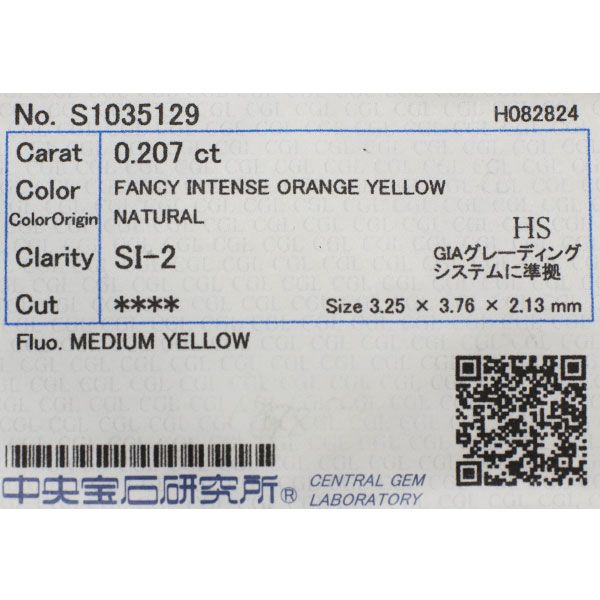 No. S1035129 H082824
Carat 0.207 ct
Color FANCY INTENSE ORANGE YELLOW
ColorOrigin NATURAL
Clarity SI-2
HS
GIAグレーディング
システムに準拠
Cut **** Size 3.25 × 3.76 × 2.13 mm
Fluo. MEDIUM YELLOW
中央宝石研究所® CENTRAL GEM
LABORATORY